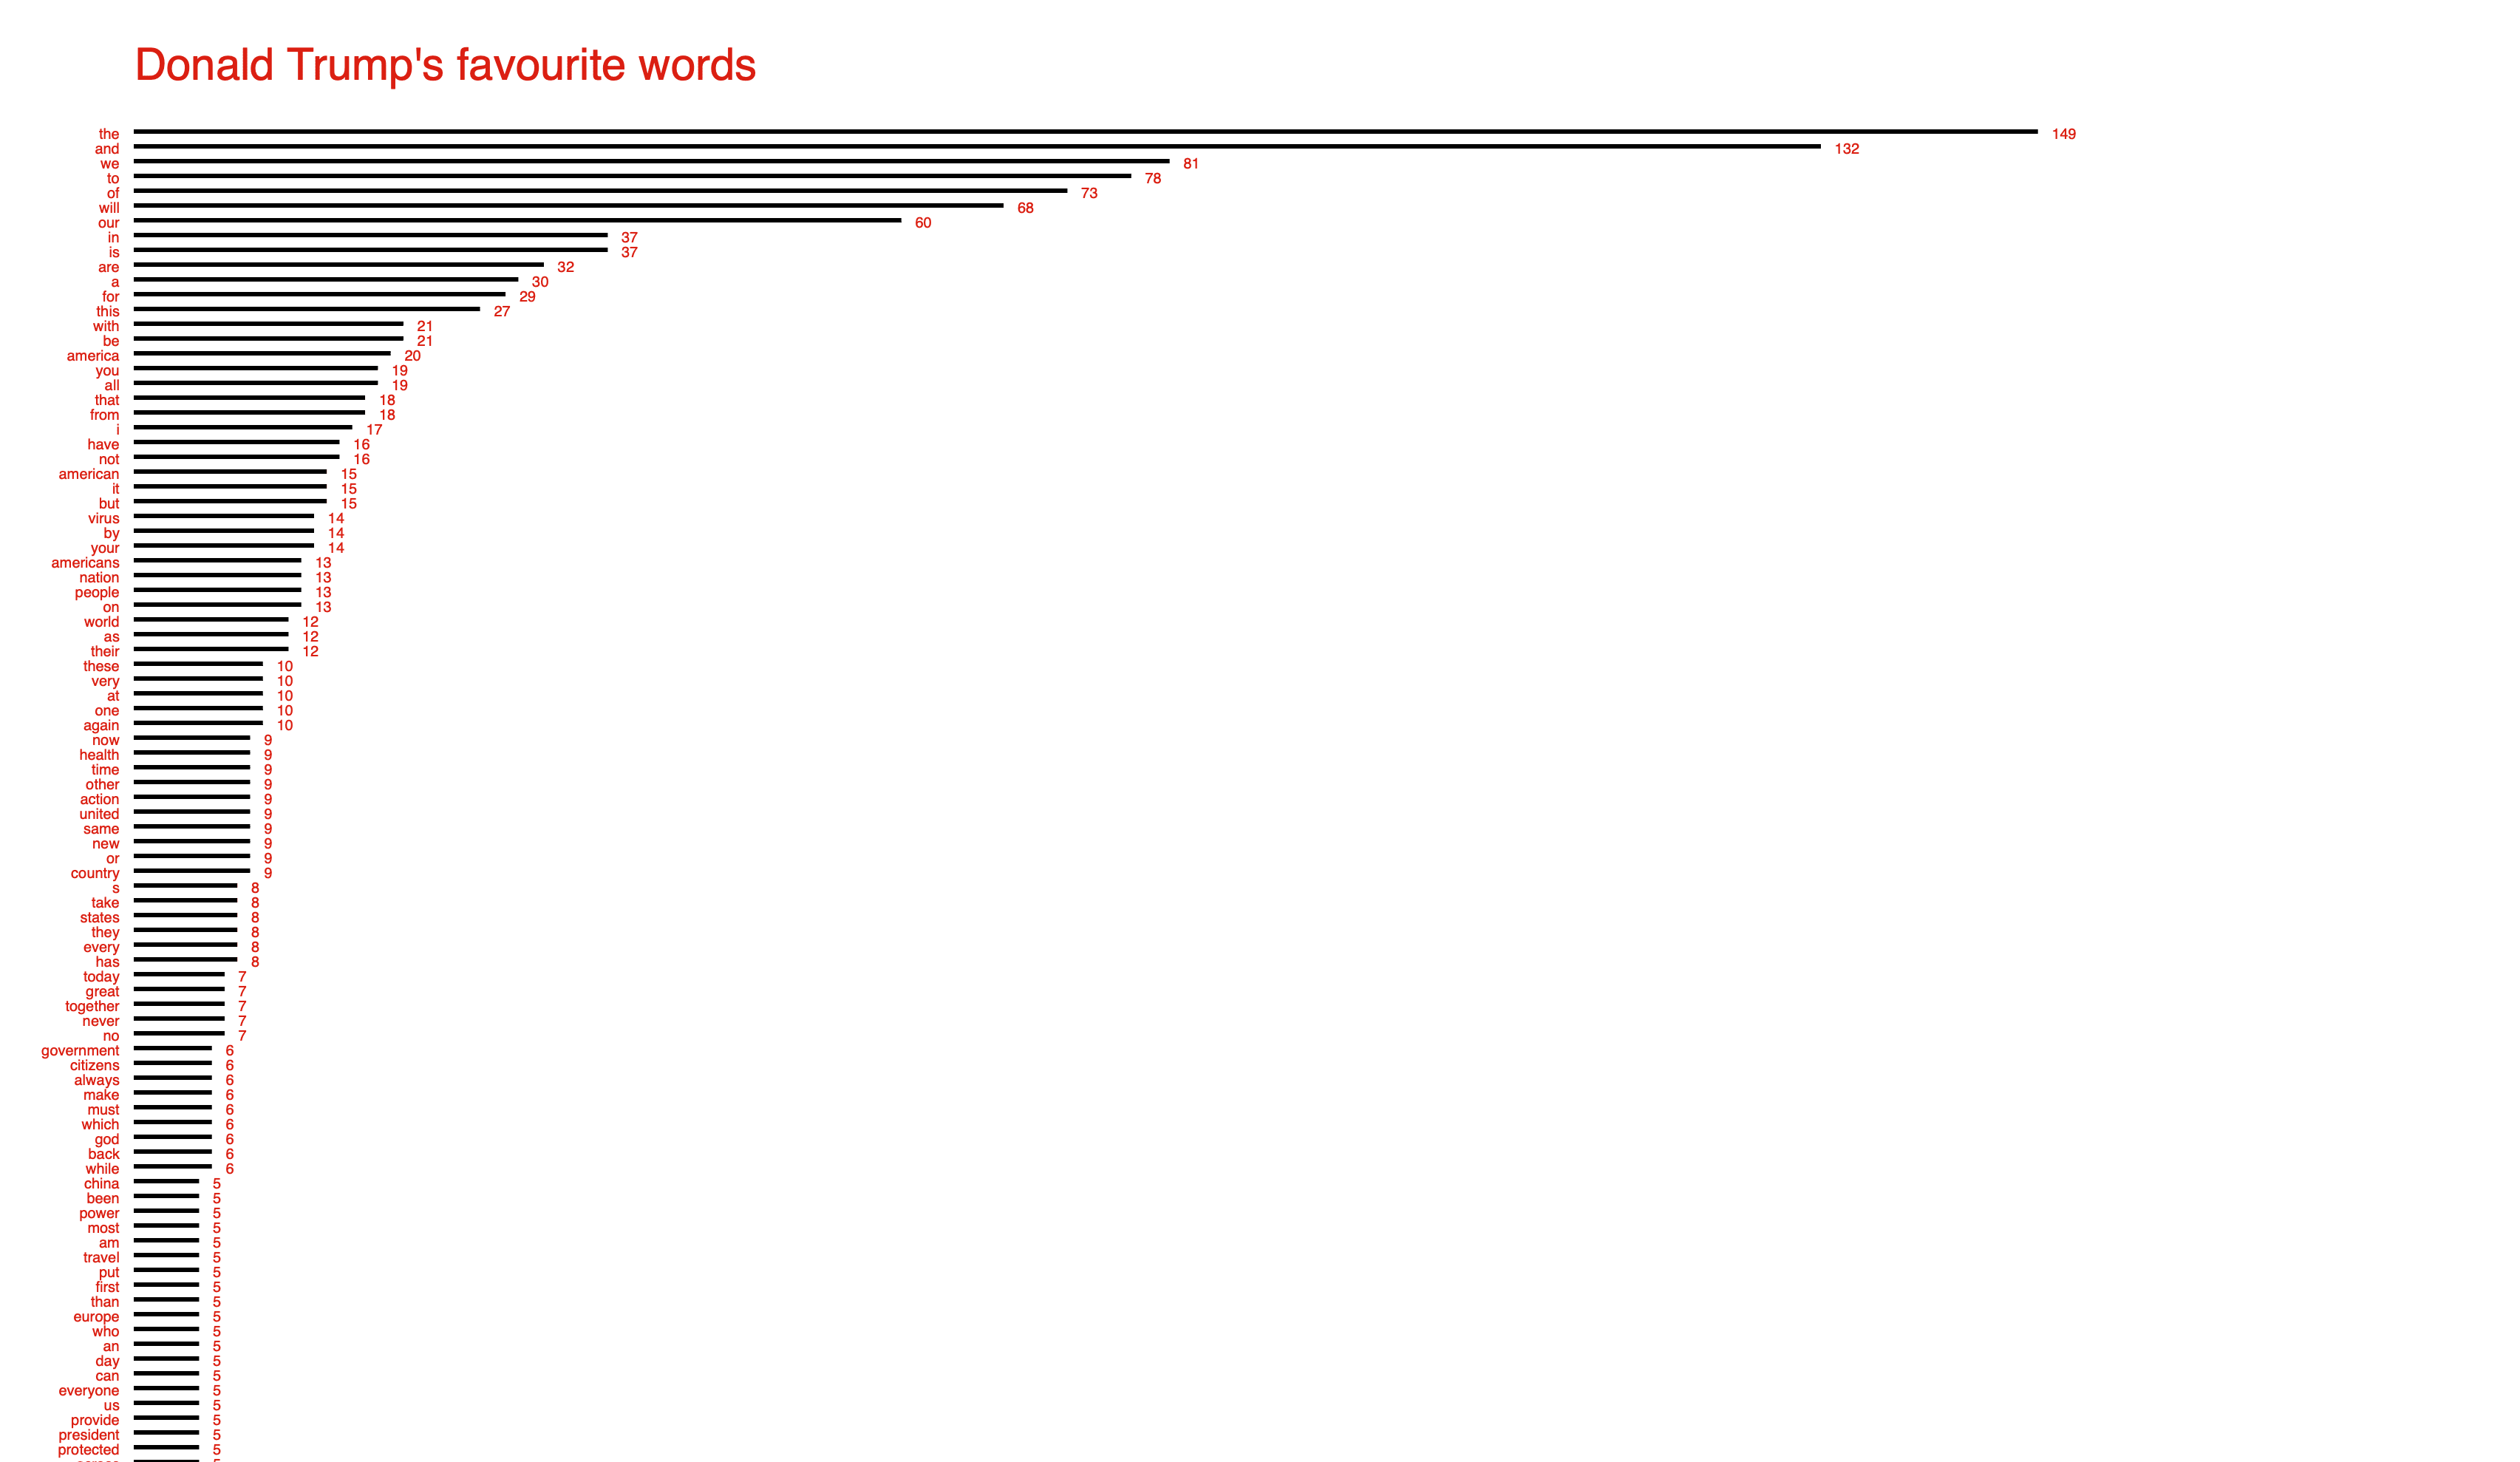 Donald Trump's favourite words
the 149
and 132
we 81
to 78
of 73
will 68
our 60
in 37
is 37
are 32
a 30
for 29
this 27
with 21
be 21
america 20
you 19
all 19
that 18
from 18
i 17
have 16
not 16
american 15
it 15
but 15
virus 14
by 14
your 14
americans 13
nation 13
people 13
on 13
world 12
as 12
their 12
these 10
very 10
at 10
one 10
again 10
now 9
health 9
time 9
other 9
action 9
united 9
same 9
new 9
or 9
country 9
s 8
take 8
states 8
they 8
every 8
has 8
today 7
great 7
together 7
never 7
no 7
government 6
citizens 6
always 6
make 6
must 6
which 6
god 6
back 6
while 6
china 5
been 5
power 5
most 5
am 5
travel 5
put 5
first 5
than 5
europe 5
who 5
an 5
day 5
can 5
everyone 5
us 5
provide 5
president 5
protected 5